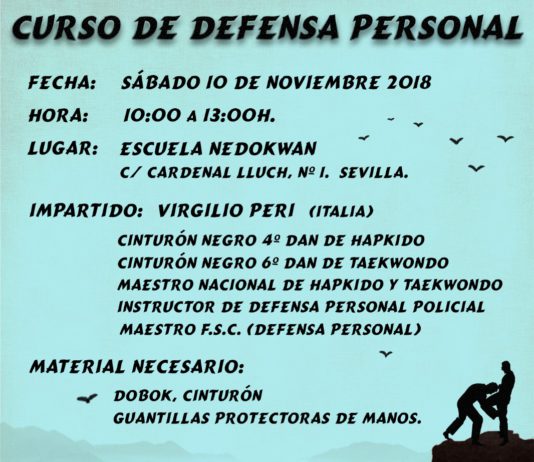 CURSO DE DEFENSA PERSONAL
FECHA: SÁBADO 10 DE NOVIEMBRE 2018
HORA: 10:00 A 13:00H.
LUGAR: ESCUELA NEDOKWAN
C/ CARDENAL LLUCH, Nº 1. SEVILLA.
IMPARTIDO: VIRGILIO PERI (ITALIA)
CINTURÓN NEGRO 4º DAN DE HAPKIDO
CINTURÓN NEGRO 6º DAN DE TAEKWONDO
MAESTRO NACIONAL DE HAPKIDO Y TAEKWONDO
INSTRUCTOR DE DEFENSA PERSONAL POLICIAL
MAESTRO F.S.C. (DEFENSA PERSONAL)
MATERIAL NECESARIO:
DOBOK, CINTURÓN
GUANTILLAS PROTECTORAS DE MANOS.